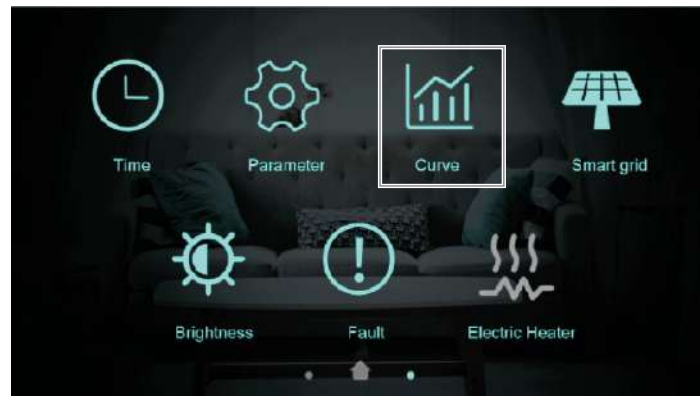 Time
Parameter
Curve
Smart grid
Brightness
Fault
Electric Heater